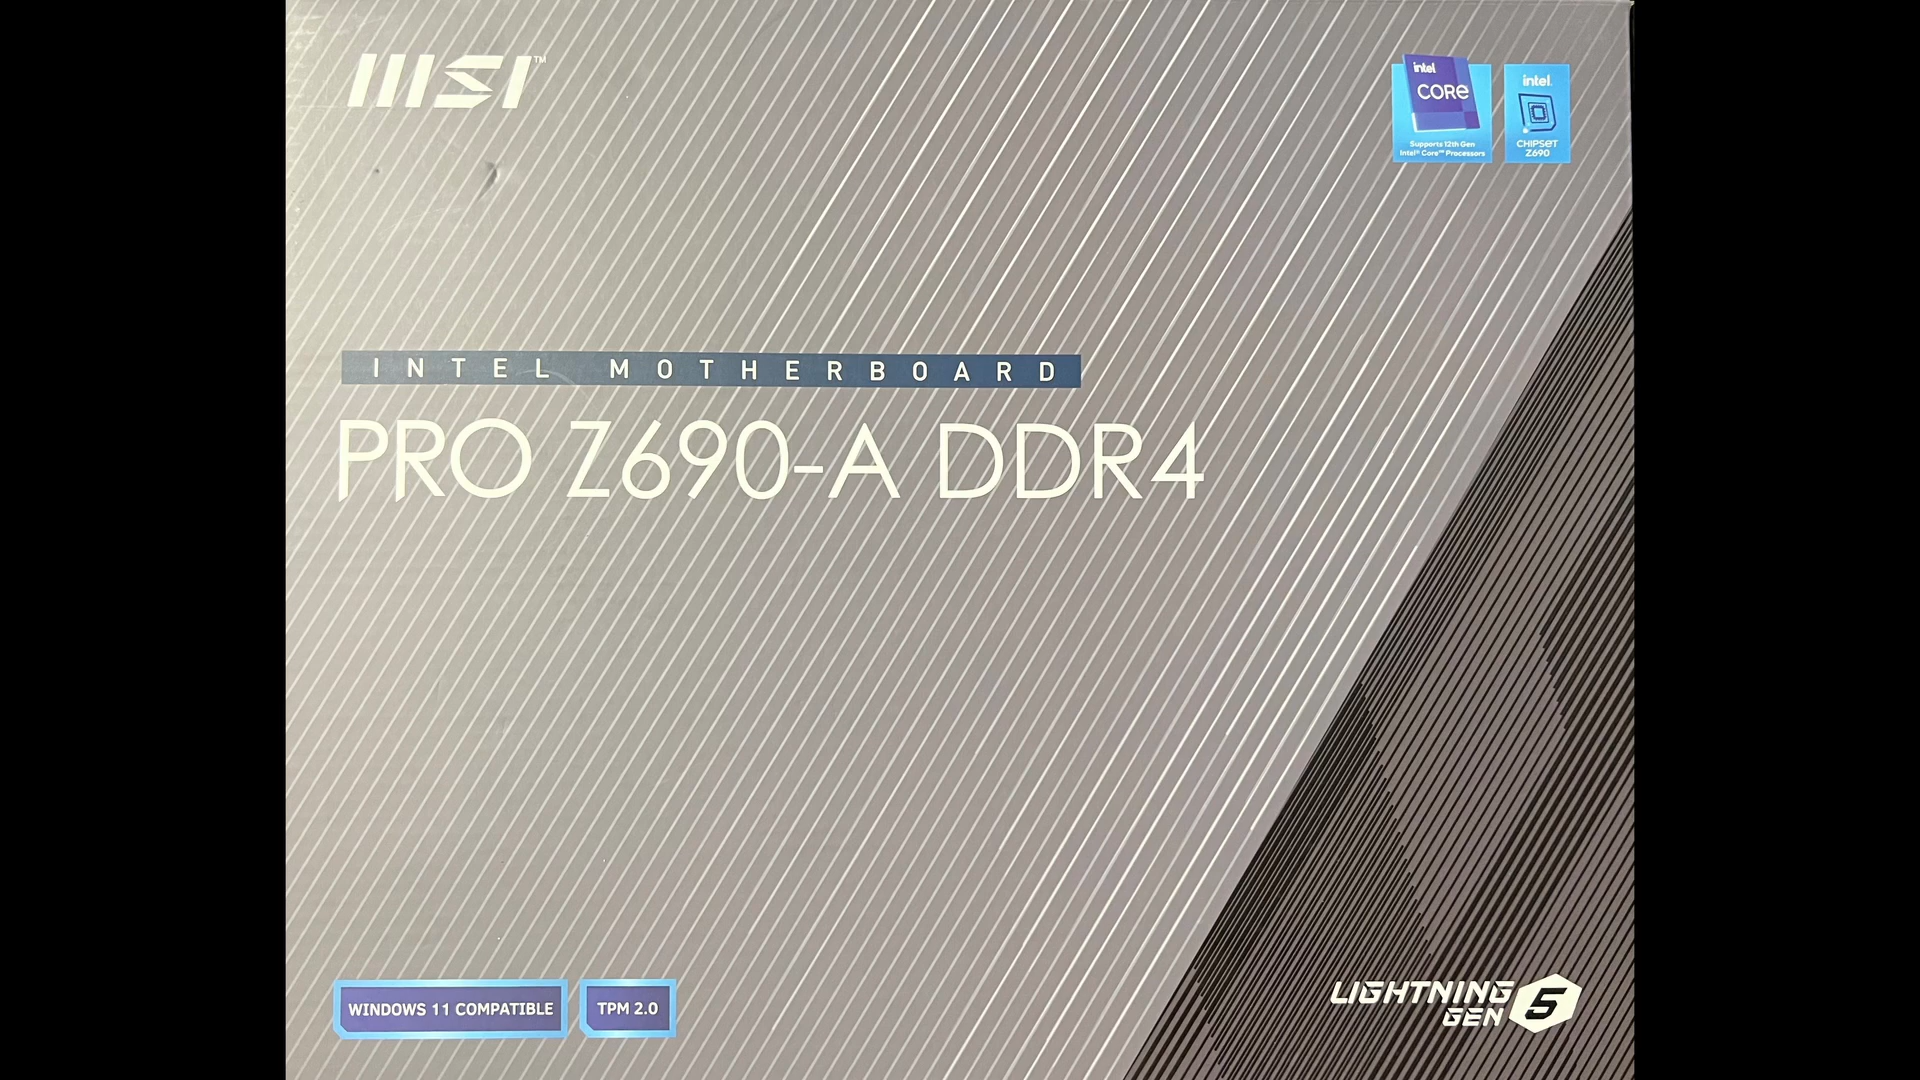 msi™
intel
CORE
Supports 12th Gen
Intel® Core™ Processors
intel.
CHIPSET
Z690
INTEL MOTHERBOARD
PRO Z690-A DDR4
WINDOWS 11 COMPATIBLE
TPM 2.0
LIGHTNING
GEN 5